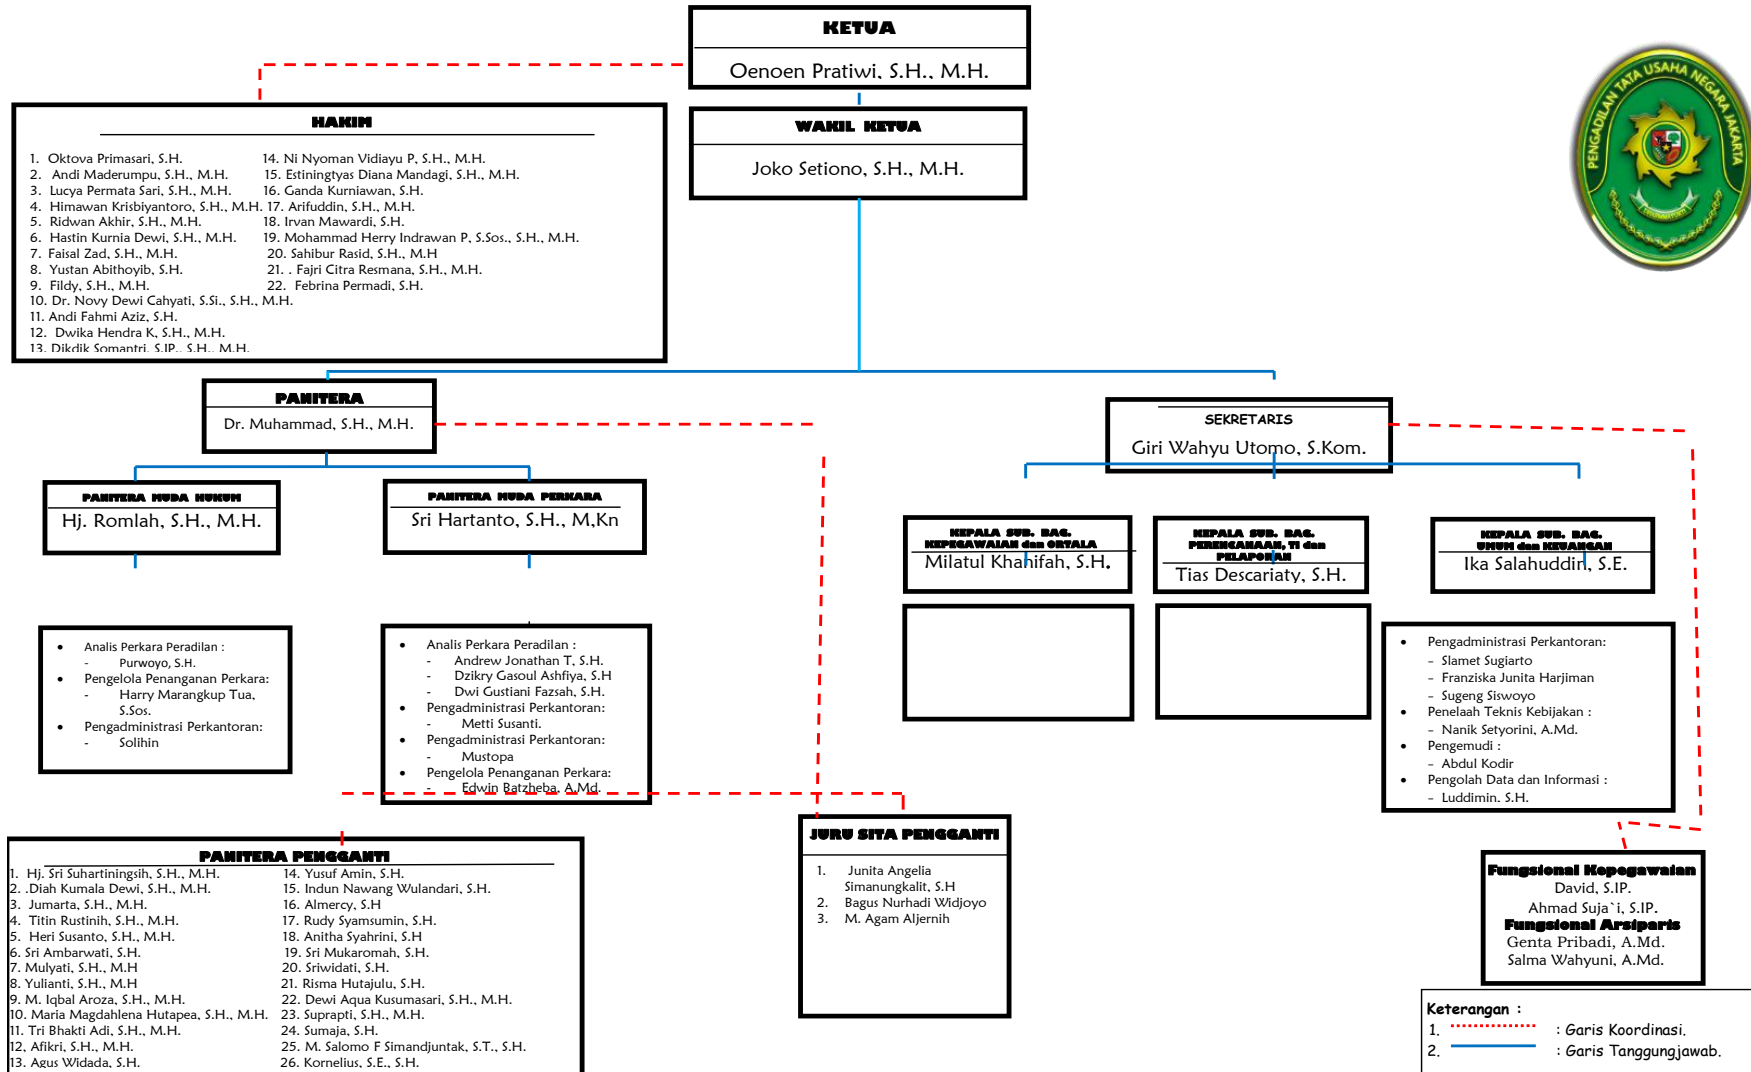 KETUA
Oenoen Pratiwi, S.H., M.H.
WAKIL KETUA
Joko Setiono, S.H., M.H.
PENGADILAN TATA USAHA NEGARA JAKARTA
HAKIM
1. Oktova Primasari, S.H.
2. Andi Maderumpu, S.H., M.H.
3. Lucya Permata Sari, S.H., M.H.
4. Himawan Krisbiyantoro, S.H., M.H.
5. Ridwan Akhir, S.H., M.H.
6. Hastin Kurnia Dewi, S.H., M.H.
7. Faisal Zad, S.H., M.H.
8. Yustan Abithoyib, S.H.
9. Fildy, S.H., M.H.
10. Dr. Novy Dewi Cahyati, S.Si., S.H., M.H.
11. Andi Fahmi Aziz, S.H.
12. Dwika Hendra K, S.H., M.H.
13. Dikdik Somantri, S.IP., S.H., M.H.
14. Ni Nyoman Vidiayu P, S.H., M.H.
15. Estiningtyas Diana Mandagi, S.H., M.H.
16. Ganda Kurniawan, S.H.
17. Arifuddin, S.H., M.H.
18. Irvan Mawardi, S.H.
19. Mohammad Herry Indrawan P, S.Sos., S.H., M.H.
20. Sahibur Rasid, S.H., M.H
21. . Fajri Citra Resmana, S.H., M.H.
22. Febrina Permadi, S.H.
PANITERA
Dr. Muhammad, S.H., M.H.
SEKRETARIS
Giri Wahyu Utomo, S.Kom.
PANITERA MUDA HUKUM
Hj. Romlah, S.H., M.H.
PANITERA MUDA PERKARA
Sri Hartanto, S.H., M,Kn
KEPALA SUB. BAG.
KEPEGAWAIAN dan ORTALA
Milatul Khanifah, S.H.
KEPALA SUB. BAG.
PERENCANAAN, TI dan
PELAPORAN
Tias Descariaty, S.H.
KEPALA SUB. BAG.
UMUM dan KEUANGAN
Ika Salahuddin, S.E.
• Analis Perkara Peradilan :
- Purwoyo, S.H.
• Pengelola Penanganan Perkara:
- Harry Marangkup Tua,
S.Sos.
• Pengadministrasi Perkantoran:
- Solihin
• Analis Perkara Peradilan :
- Andrew Jonathan T, S.H.
- Dzikry Gasoul Ashfiya, S.H
- Dwi Gustiani Fazsah, S.H.
• Pengadministrasi Perkantoran:
- Metti Susanti.
• Pengadministrasi Perkantoran:
- Mustopa
• Pengelola Penanganan Perkara:
- Edwin Batzheba, A.Md.
• Pengadministrasi Perkantoran:
- Slamet Sugiarto
- Franziska Junita Harjiman
- Sugeng Siswoyo
• Penelaah Teknis Kebijakan :
- Nanik Setyorini, A.Md.
• Pengemudi :
- Abdul Kodir
• Pengolah Data dan Informasi :
- Luddimin. S.H.
PANITERA PENGGANTI
1. Hj. Sri Suhartiningsih, S.H., M.H.
2. .Diah Kumala Dewi, S.H., M.H.
3. Jumarta, S.H., M.H.
4. Titin Rustinih, S.H., M.H.
5. Heri Susanto, S.H., M.H.
6. Sri Ambarwati, S.H.
7. Mulyati, S.H., M.H
8. Yulianti, S.H., M.H
9. M. Iqbal Aroza, S.H., M.H.
10. Maria Magdahlena Hutapea, S.H., M.H.
11. Tri Bhakti Adi, S.H., M.H.
12, Afikri, S.H., M.H.
13. Agus Widada, S.H.
14. Yusuf Amin, S.H.
15. Indun Nawang Wulandari, S.H.
16. Almercy, S.H
17. Rudy Syamsumin, S.H.
18. Anitha Syahrini, S.H
19. Sri Mukaromah, S.H.
20. Sriwidati, S.H.
21. Risma Hutajulu, S.H.
22. Dewi Aqua Kusumasari, S.H., M.H.
23. Suprapti, S.H., M.H.
24. Sumaja, S.H.
25. M. Salomo F Simandjuntak, S.T., S.H.
26. Kornelius, S.E., S.H.
JURU SITA PENGGANTI
1. Junita Angelia
Simanungkalit, S.H
2. Bagus Nurhadi Widjoyo
3. M. Agam Aljernih
Fungsional Kepegawaian
David, S.IP.
Ahmad Suja`i, S.IP.
Fungsional Arsiparis
Genta Pribadi, A.Md.
Salma Wahyuni, A.Md.
Keterangan :
1. : Garis Koordinasi.
2. : Garis Tanggungjawab.